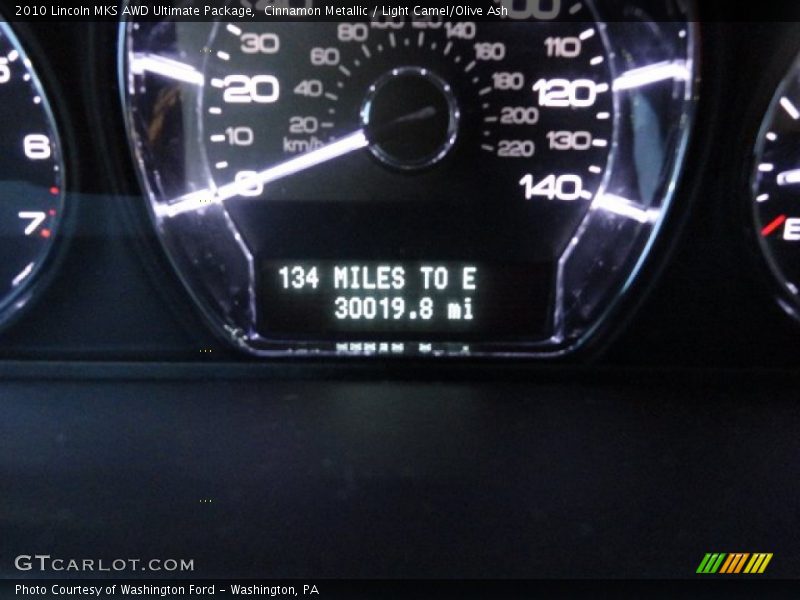 2010 Lincoln MKS AWD Ultimate Package, Cinnamon Metallic / Light Camel/Olive Ash
80 120 140
30 60 160 110
20 40 180 120
10 20 200 130
km/h 220
0 140
6
7
E
134 MILES TO E
30019.8 mi
GTCARLOT.COM
Photo Courtesy of Washington Ford - Washington, PA